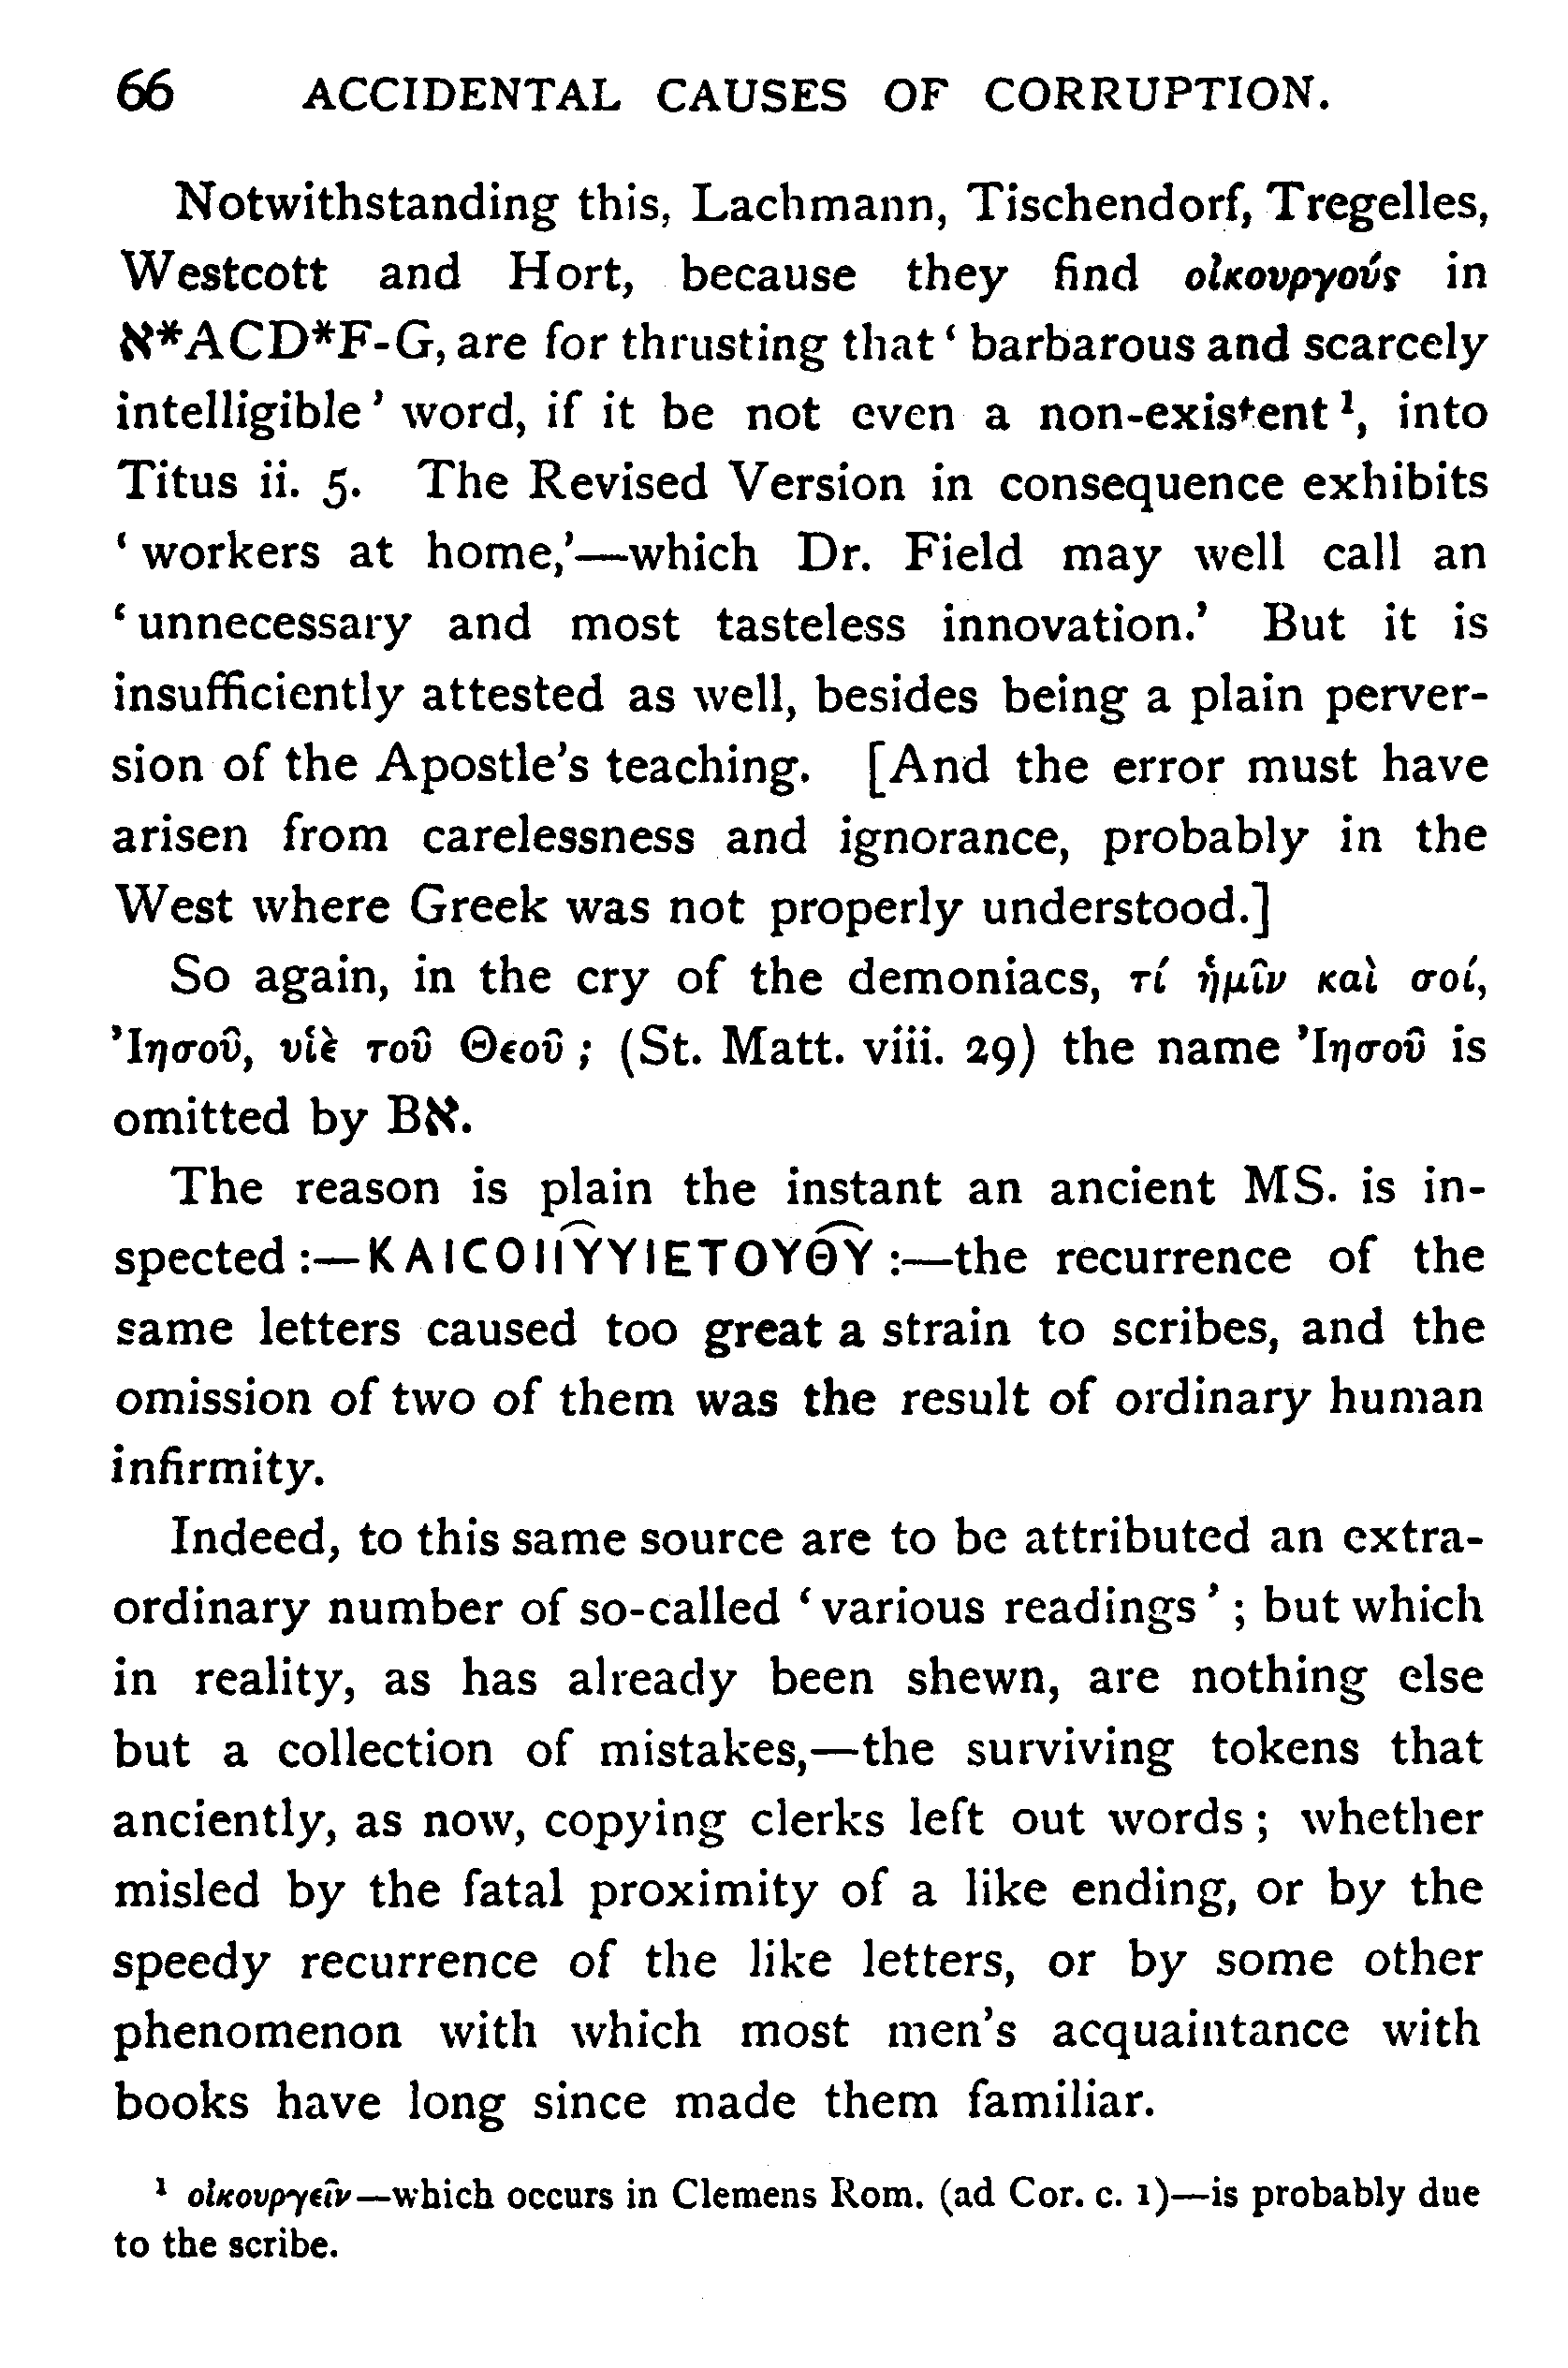 66 ACCIDENTAL CAUSES OF CORRUPTION.
Notwithstanding this, Lachmann, Tischendorf, Tregelles,
Westcott and Hort, because they find οἰκουργούς in
ℵ*ACD*F-G, are for thrusting that ‘ barbarous and scarcely
intelligible ’ word, if it be not even a non-existent ¹, into
Titus ii. 5. The Revised Version in consequence exhibits
‘ workers at home,’—which Dr. Field may well call an
‘ unnecessary and most tasteless innovation.’ But it is
insufficiently attested as well, besides being a plain perver-
sion of the Apostle’s teaching. [And the error must have
arisen from carelessness and ignorance, probably in the
West where Greek was not properly understood.]
So again, in the cry of the demoniacs, τί ἡμῖν καὶ σοί,
Ἰησοῦ, υἱὲ τοῦ Θεοῦ ; (St. Matt. viii. 29) the name Ἰησοῦ is
omitted by Bℵ.
The reason is plain the instant an ancient MS. is in-
spected :—ΚΑΙCΟΙΙ͞ΥΥΙΕΤΟΥΘ͞Υ :—the recurrence of the
same letters caused too great a strain to scribes, and the
omission of two of them was the result of ordinary human
infirmity.
Indeed, to this same source are to be attributed an extra-
ordinary number of so-called ‘ various readings ’ ; but which
in reality, as has already been shewn, are nothing else
but a collection of mistakes,—the surviving tokens that
anciently, as now, copying clerks left out words ; whether
misled by the fatal proximity of a like ending, or by the
speedy recurrence of the like letters, or by some other
phenomenon with which most men’s acquaintance with
books have long since made them familiar.
¹ οἰκουργεῖν—which occurs in Clemens Rom. (ad Cor. c. 1)—is probably due
to the scribe.